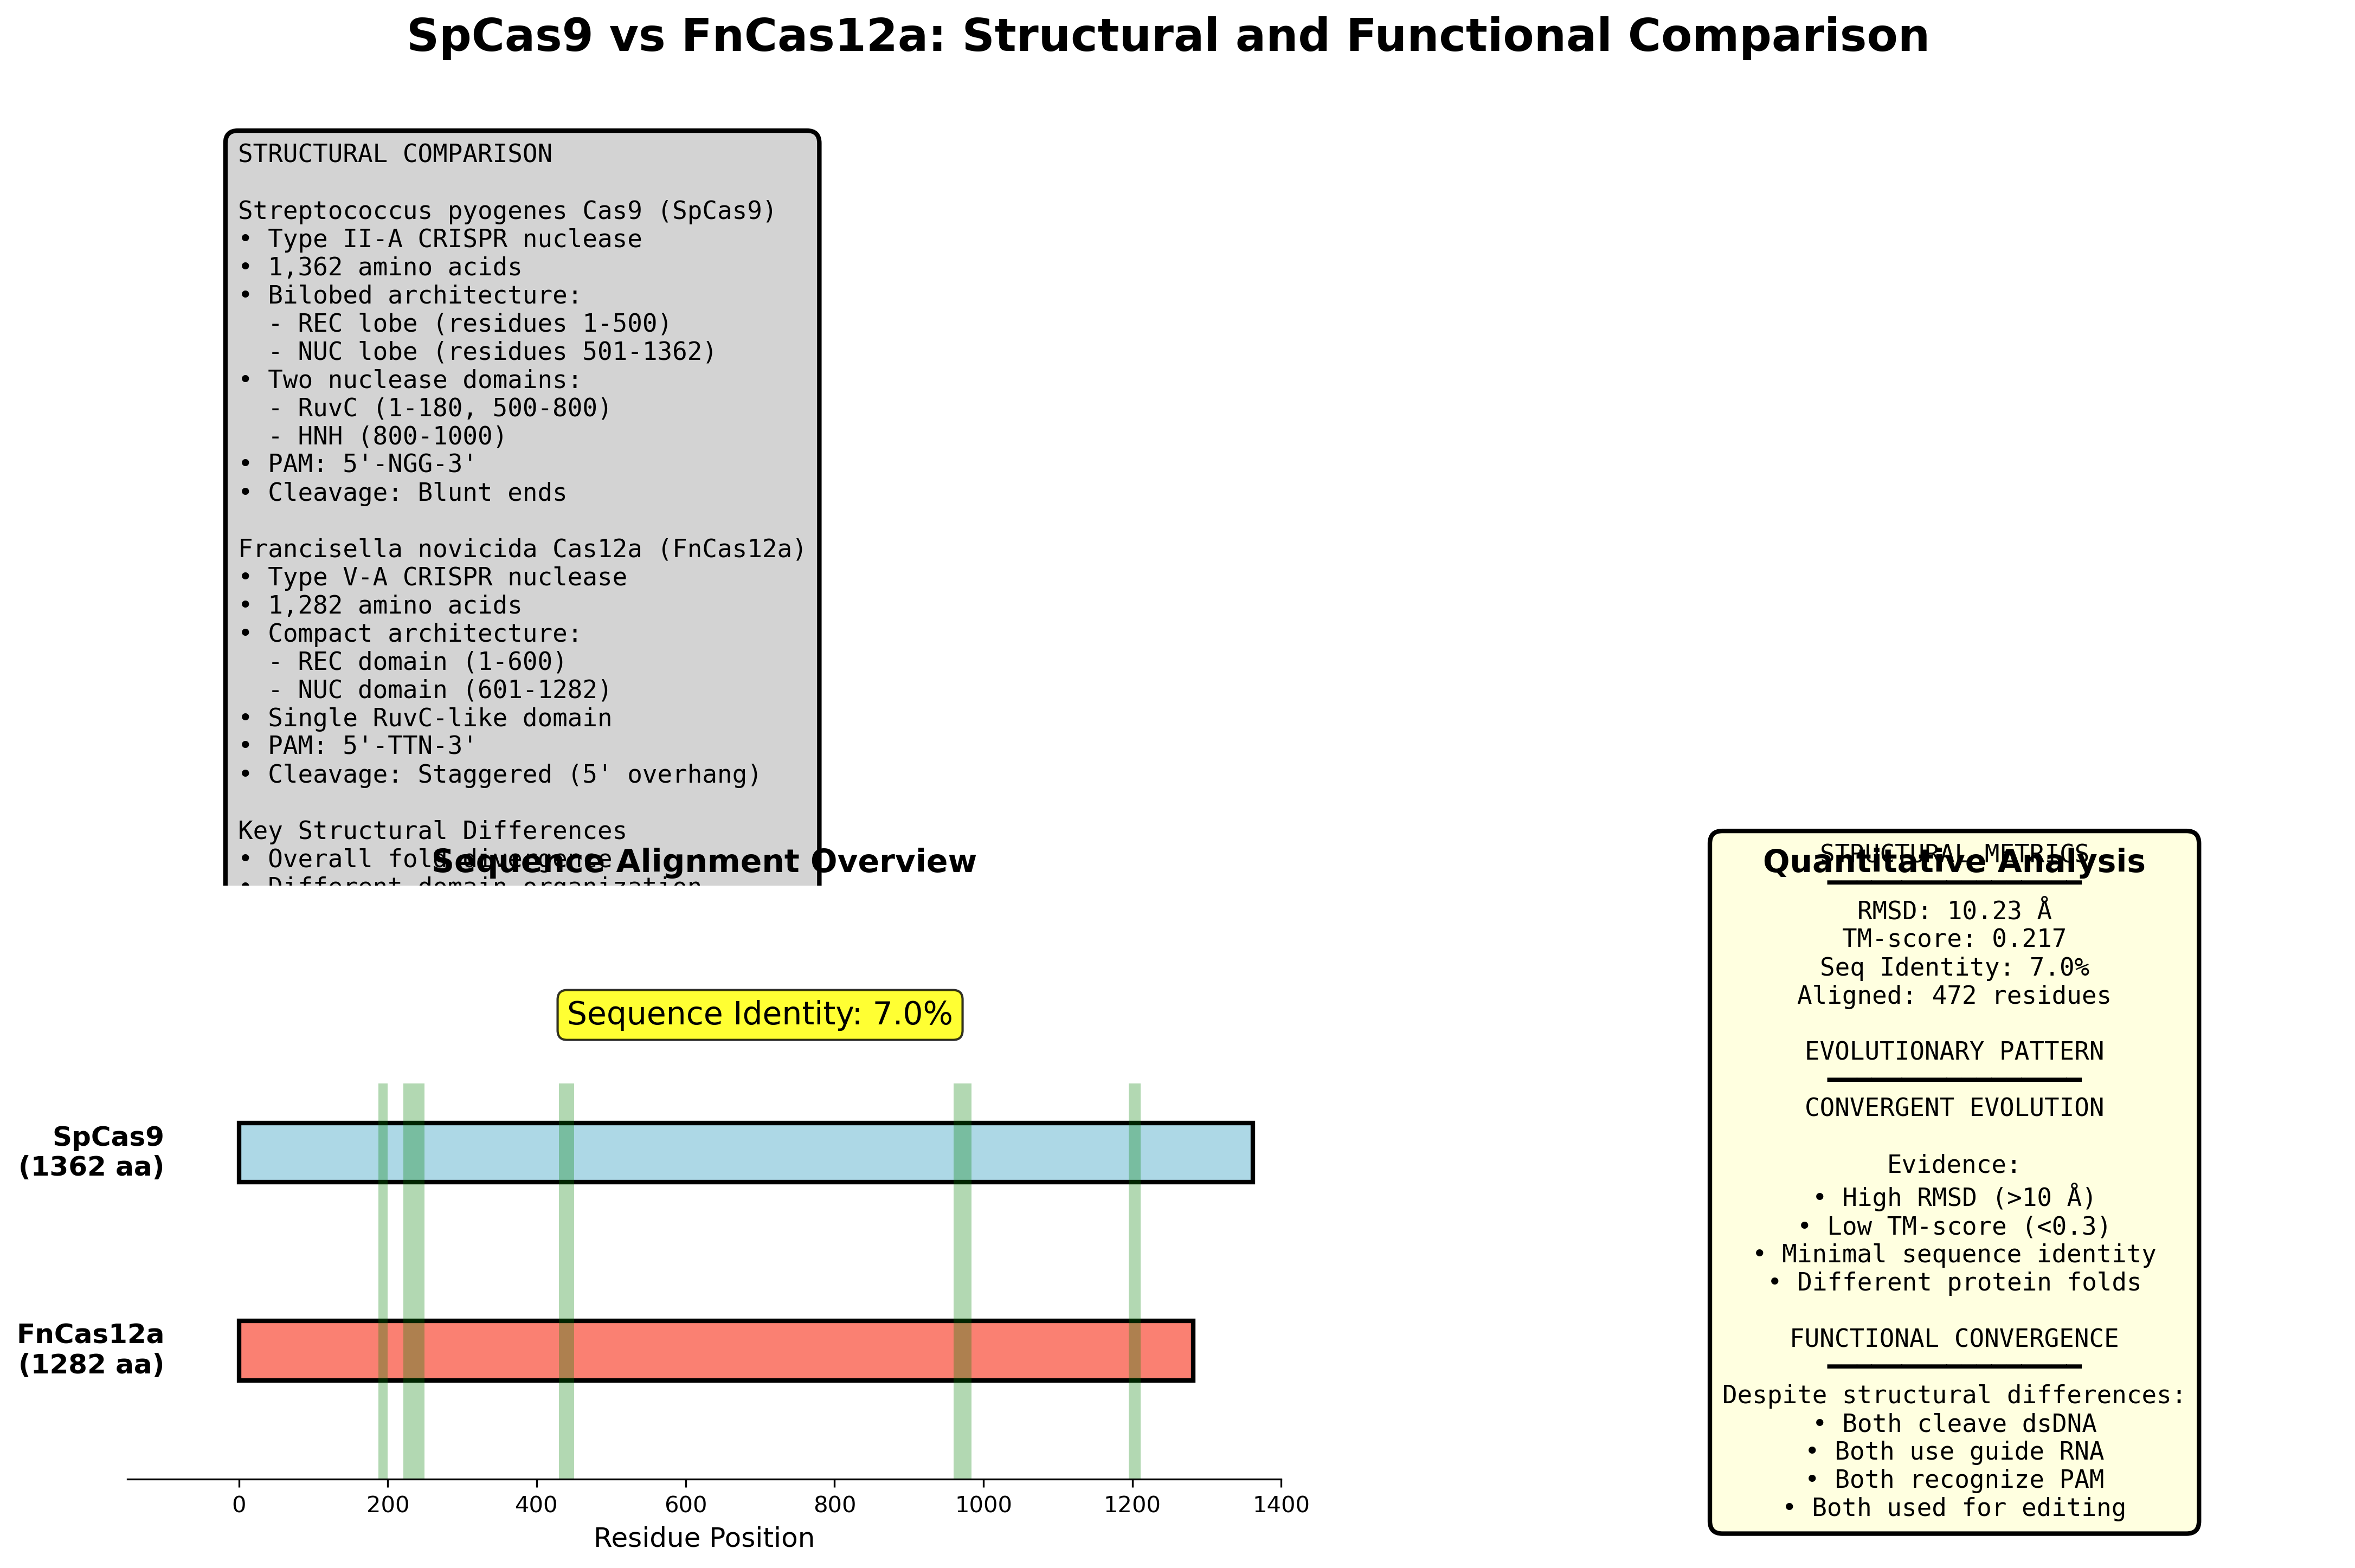 SpCas9 vs FnCas12a: Structural and Functional Comparison
STRUCTURAL COMPARISON
Streptococcus pyogenes Cas9 (SpCas9)
• Type II-A CRISPR nuclease
• 1,362 amino acids
• Bilobed architecture:
- REC lobe (residues 1-500)
- NUC lobe (residues 501-1362)
• Two nuclease domains:
- RuvC (1-180, 500-800)
- HNH (800-1000)
• PAM: 5'-NGG-3'
• Cleavage: Blunt ends
Francisella novicida Cas12a (FnCas12a)
• Type V-A CRISPR nuclease
• 1,282 amino acids
• Compact architecture:
- REC domain (1-600)
- NUC domain (601-1282)
• Single RuvC-like domain
• PAM: 5'-TTN-3'
• Cleavage: Staggered (5' overhang)
Key Structural Differences
• Overall fold divergence
• Different domain organization
Sequence Alignment Overview
Sequence Identity: 7.0%
SpCas9
(1362 aa)
FnCas12a
(1282 aa)
0 200 400 600 800 1000 1200 1400
Residue Position
Quantitative Analysis
STRUCTURAL METRICS
RMSD: 10.23 Å
TM-score: 0.217
Seq Identity: 7.0%
Aligned: 472 residues
EVOLUTIONARY PATTERN
CONVERGENT EVOLUTION
Evidence:
• High RMSD (>10 Å)
• Low TM-score (<0.3)
• Minimal sequence identity
• Different protein folds
FUNCTIONAL CONVERGENCE
Despite structural differences:
• Both cleave dsDNA
• Both use guide RNA
• Both recognize PAM
• Both used for editing